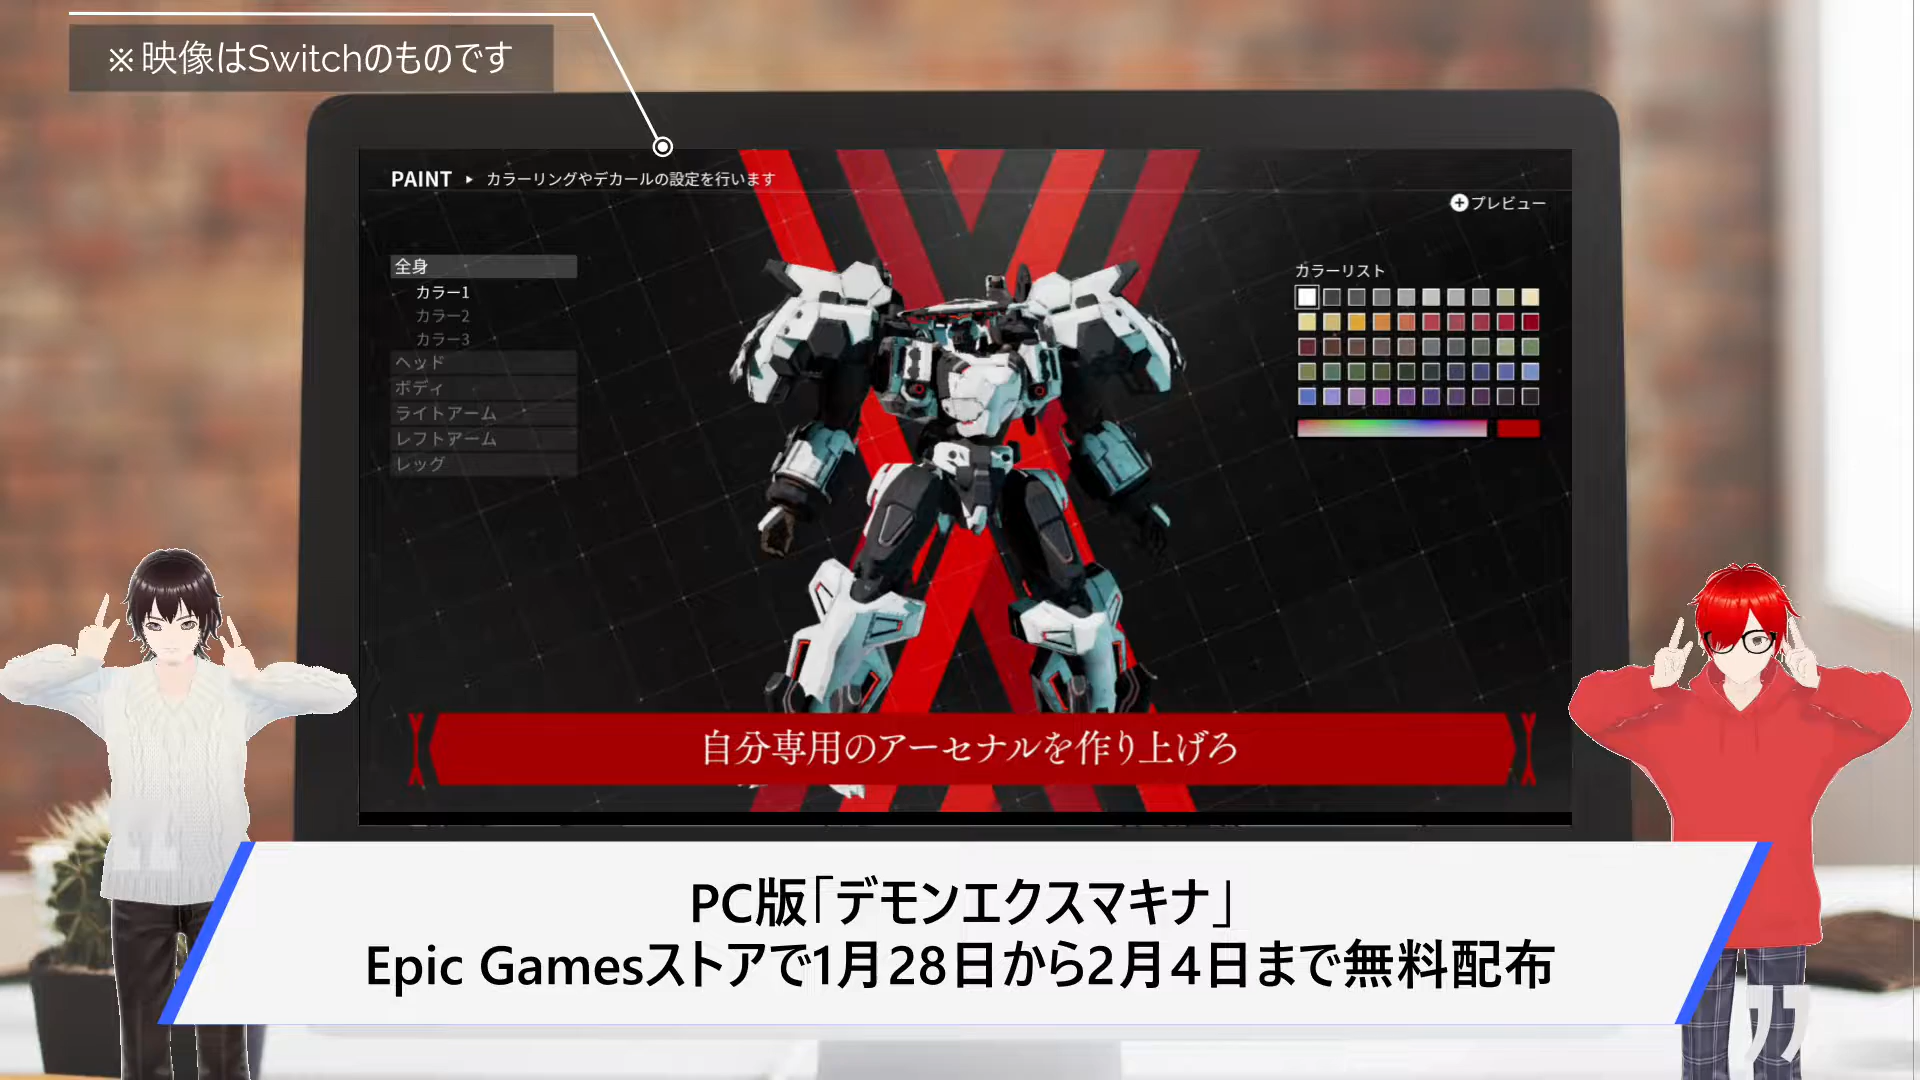 ※映像はSwitchのものです
PAINT ▶ カラーリングやデカールの設定を行います
プレビュー
全身
カラー1
カラー2
カラー3
ヘッド
ボディ
ライトアーム
レフトアーム
レッグ
カラーリスト
自分専用のアーセナルを作り上げろ
PC版「デモンエクスマキナ」
Epic Gamesストアで1月28日から2月4日まで無料配布